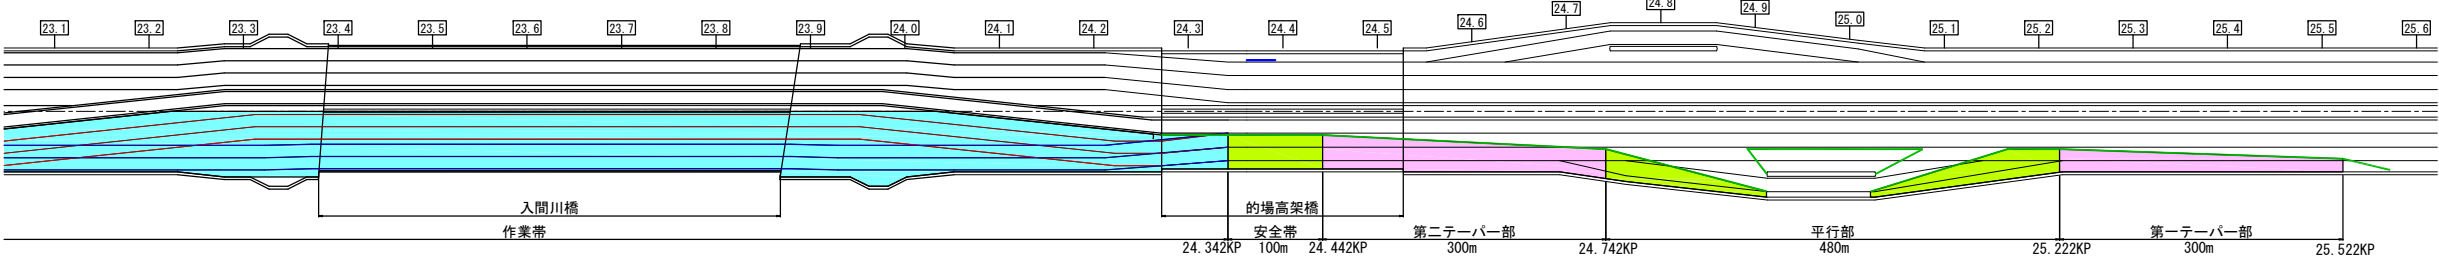 23.1 23.2 23.3 23.4 23.5 23.6 23.7 23.8 23.9 24.0 24.1 24.2 24.3 24.4 24.5 24.6 24.7 24.8 24.9 25.0 25.1 25.2 25.3 25.4 25.5 25.6
入間川橋 的場高架橋
作業帯 安全帯 第二テーパー部 平行部 第一テーパー部
24.342KP 100m 24.442KP 300m 24.742KP 480m 25.222KP 300m 25.522KP